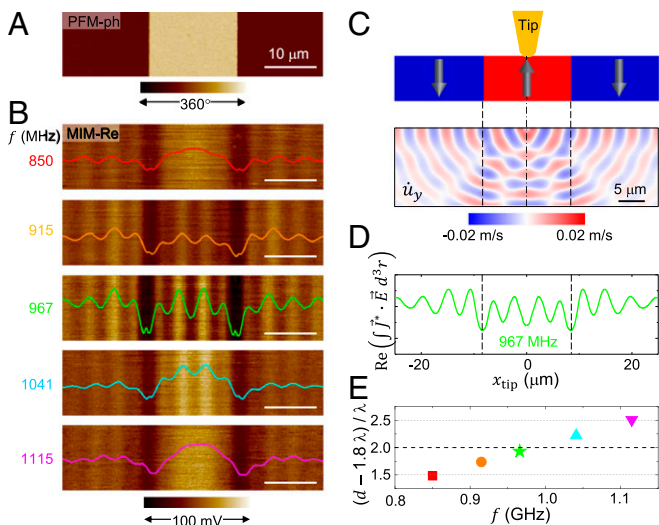 A
PFM-ph
10 μm
360°
B
f (MHz)
MIM-Re
850
915
967
1041
1115
100 mV
C
Tip
u̇y
5 μm
-0.02 m/s
0.02 m/s
D
Re (∫ J⃗* · E⃗ d³r)
967 MHz
-25
0
25
xtip (μm)
E
(d − 1.8 λ) / λ
2.5
2.0
1.5
0.8
0.9
1.0
1.1
f (GHz)